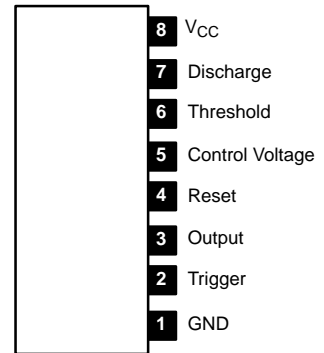 8 VCC
7 Discharge
6 Threshold
5 Control Voltage
4 Reset
3 Output
2 Trigger
1 GND